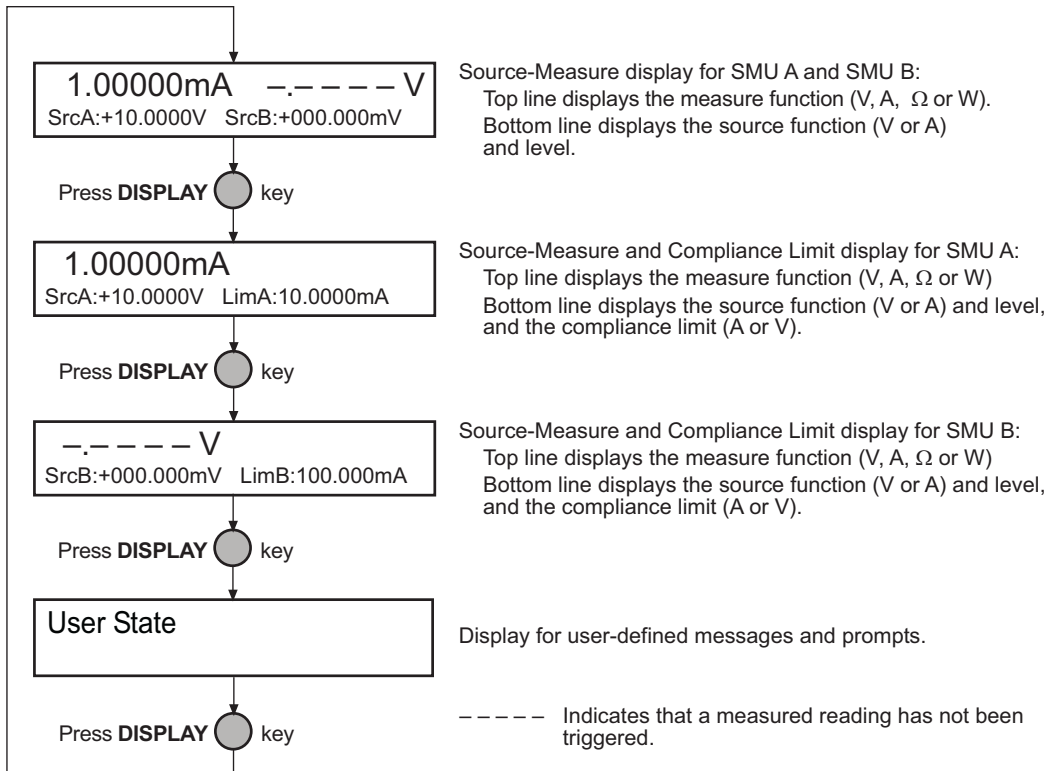 1.00000mA –.– – – – V
SrcA:+10.0000V SrcB:+000.000mV
Source-Measure display for SMU A and SMU B:
Top line displays the measure function (V, A, Ω or W).
Bottom line displays the source function (V or A)
and level.
Press DISPLAY key
1.00000mA
SrcA:+10.0000V LimA:10.0000mA
Source-Measure and Compliance Limit display for SMU A:
Top line displays the measure function (V, A, Ω or W)
Bottom line displays the source function (V or A) and level,
and the compliance limit (A or V).
Press DISPLAY key
–.– – – – V
SrcB:+000.000mV LimB:100.000mA
Source-Measure and Compliance Limit display for SMU B:
Top line displays the measure function (V, A, Ω or W)
Bottom line displays the source function (V or A) and level,
and the compliance limit (A or V).
Press DISPLAY key
User State
Display for user-defined messages and prompts.
Press DISPLAY key
– – – – – Indicates that a measured reading has not been
triggered.